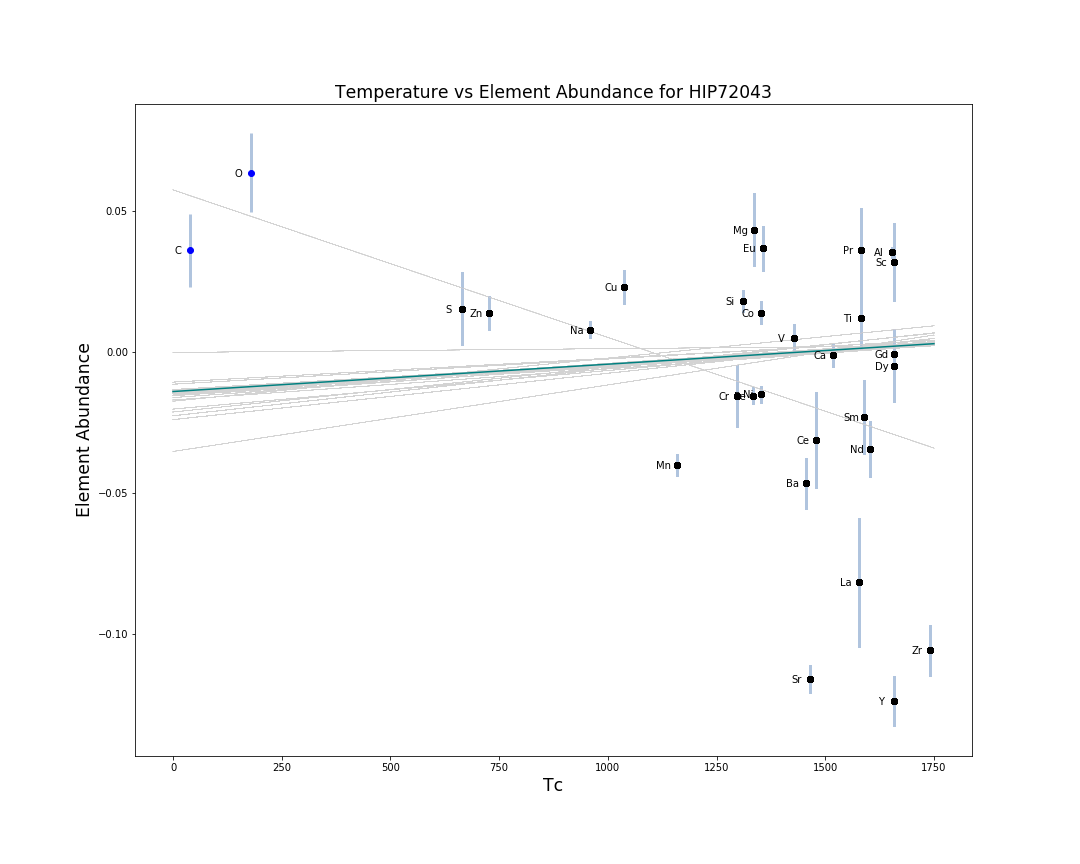 Temperature vs Element Abundance for HIP72043
O
0.05
Mg
Eu
C
Pr
Al
Sc
Cu
S
Zn
Si
Co
Ti
Na
V
0.00
Ca
Gd
Dy
Cr
Ni
Sm
Ce
Nd
Mn
Ba
−0.05
La
−0.10
Zr
Sr
Y
Element Abundance
0
250
500
750
1000
1250
1500
1750
Tc